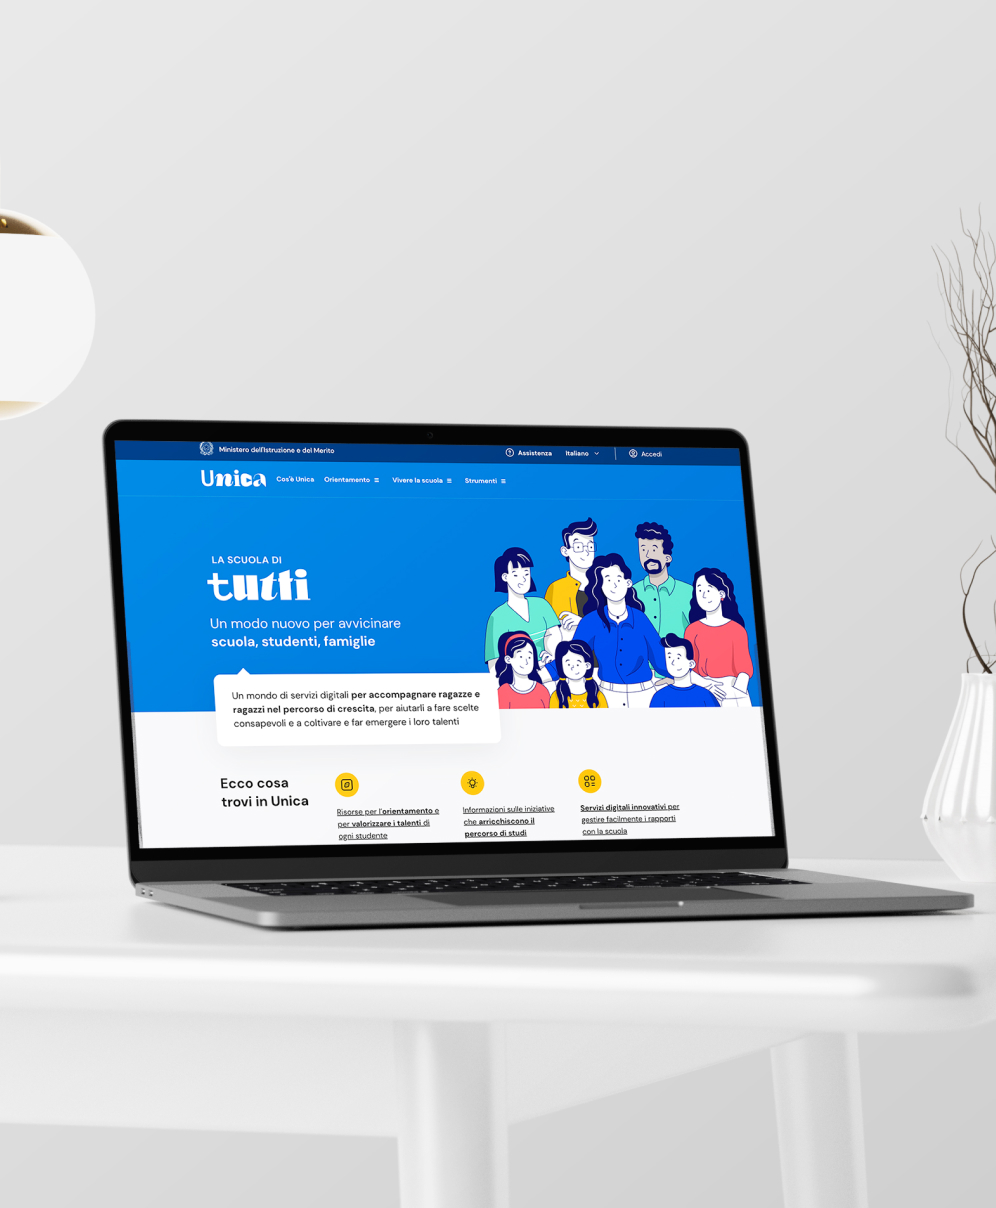 Ministero dell'Istruzione e del Merito
Assistenza
Italiano
Accedi
Unica
Cos'è Unica
Orientamento
Vivere la scuola
Strumenti
LA SCUOLA DI
tutti
Un modo nuovo per avvicinare
scuola, studenti, famiglie
Un mondo di servizi digitali per accompagnare ragazze e
ragazzi nel percorso di crescita, per aiutarli a fare scelte
consapevoli e a coltivare e far emergere i loro talenti
Ecco cosa
trovi in Unica
Risorse per l'orientamento e
per valorizzare i talenti di
ogni studente
Informazioni sulle iniziative
che arricchiscono il
percorso di studi
Servizi digitali innovativi per
gestire facilmente i rapporti
con la scuola